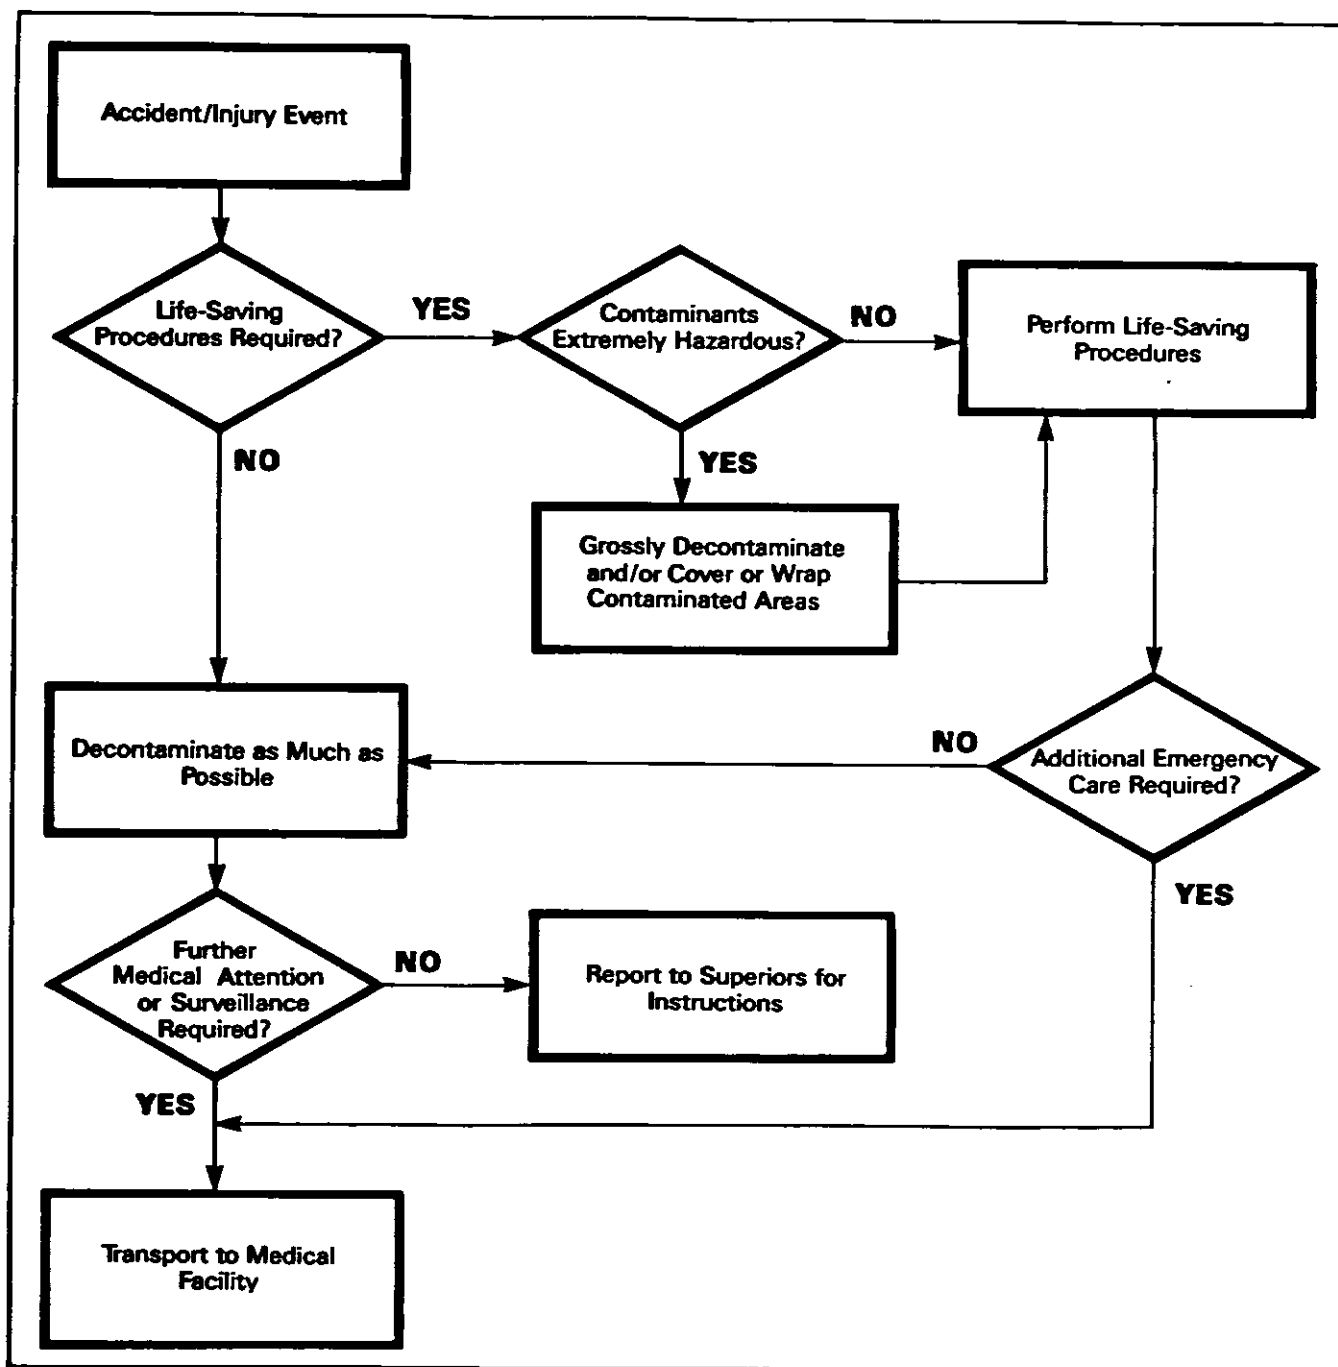 Accident/Injury Event
Life-Saving
Procedures Required?
YES
Contaminants
Extremely Hazardous?
NO
Perform Life-Saving
Procedures
NO
YES
Grossly Decontaminate
and/or Cover or Wrap
Contaminated Areas
Decontaminate as Much as
Possible
NO
Additional Emergency
Care Required?
YES
Further
Medical Attention
or Surveillance
Required?
NO
Report to Superiors for
Instructions
YES
Transport to Medical
Facility